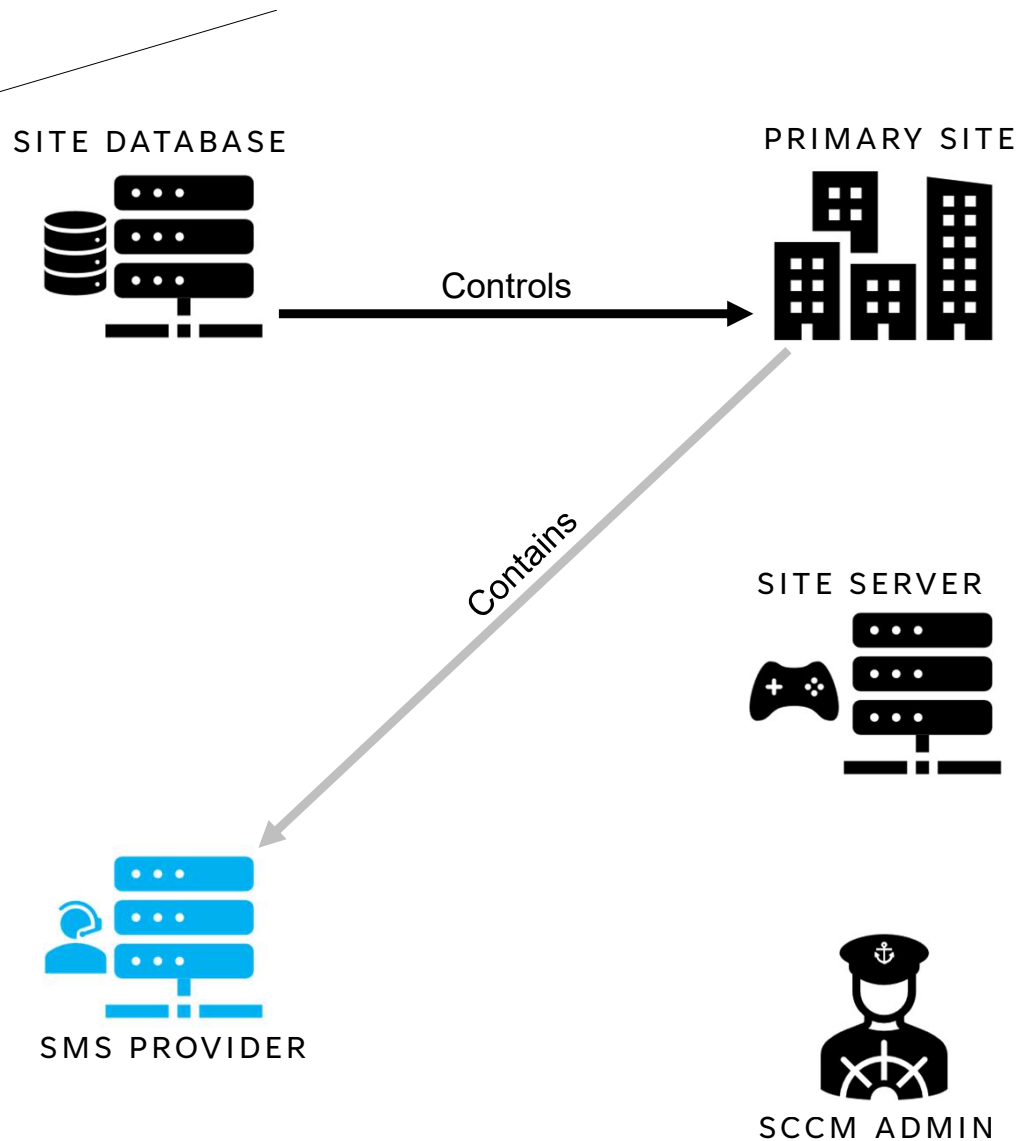 SITE DATABASE
PRIMARY SITE
Controls
Contains
SITE SERVER
SMS PROVIDER
SCCM ADMIN